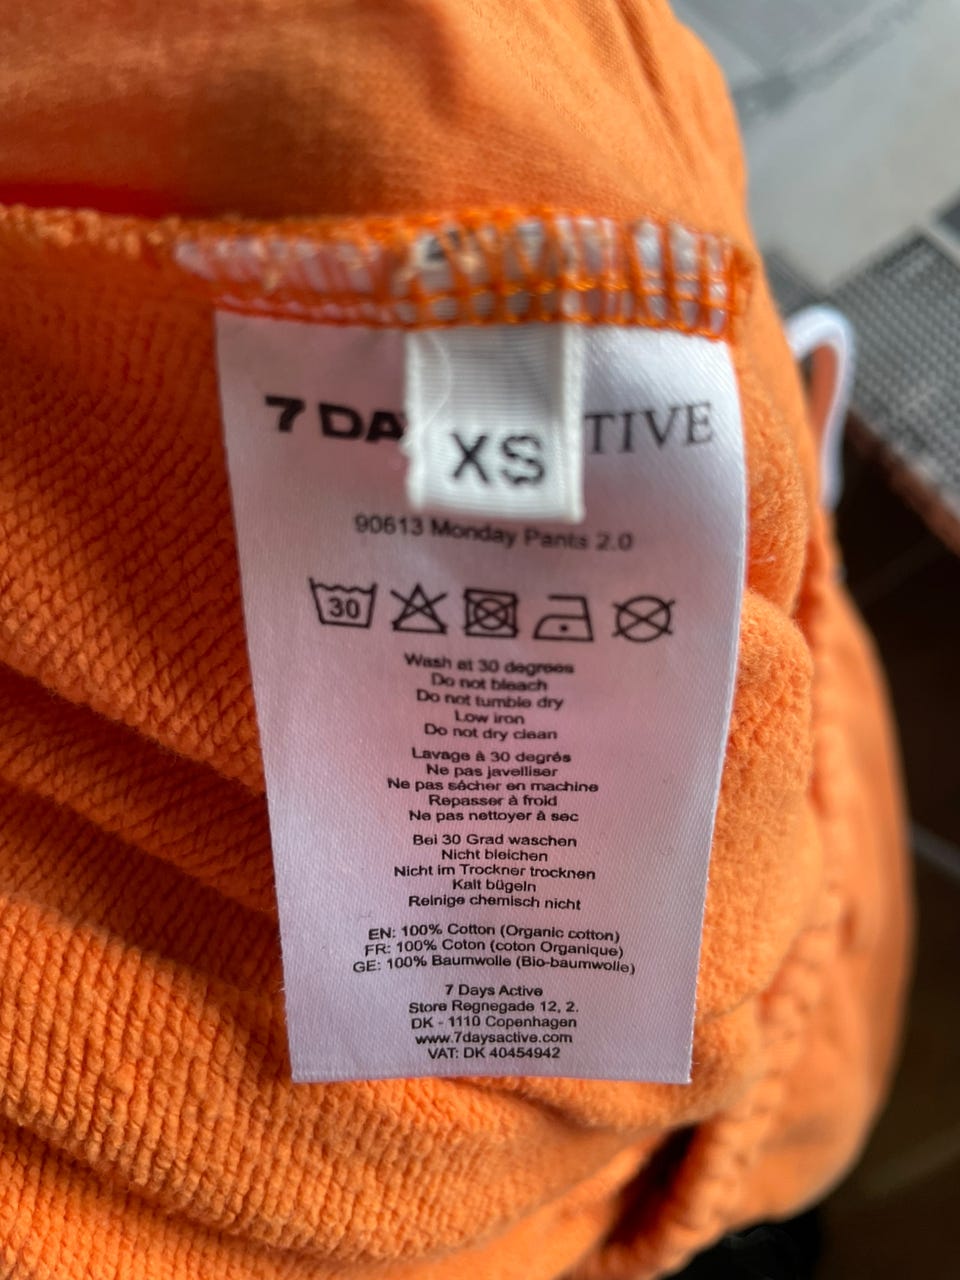 7 DA TIVE
XS
90613 Monday Pants 2.0
30
Wash at 30 degrees
Do not bleach
Do not tumble dry
Low iron
Do not dry clean
Lavage à 30 degrés
Ne pas javelliser
Ne pas sécher en machine
Repasser à froid
Ne pas nettoyer à sec
Bei 30 Grad waschen
Nicht bleichen
Nicht im Trockner trocknen
Kalt bügeln
Reinige chemisch nicht
EN: 100% Cotton (Organic cotton)
FR: 100% Coton (coton Organique)
GE: 100% Baumwolle (Bio-baumwolle)
7 Days Active
Store Regnegade 12, 2.
DK - 1110 Copenhagen
www.7daysactive.com
VAT: DK 40454942